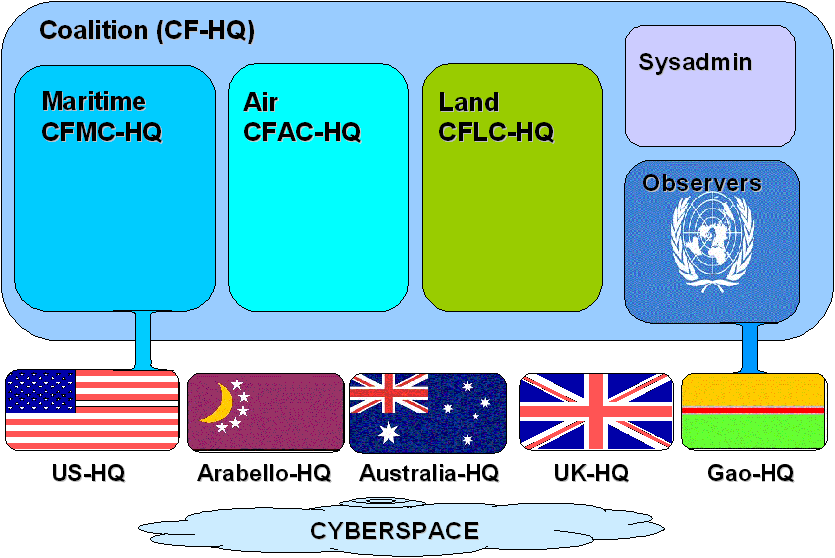 Coalition (CF-HQ)
Sysadmin
Maritime
CFMC-HQ
Air
CFAC-HQ
Land
CFLC-HQ
Observers
US-HQ
Arabello-HQ
Australia-HQ
UK-HQ
Gao-HQ
CYBERSPACE